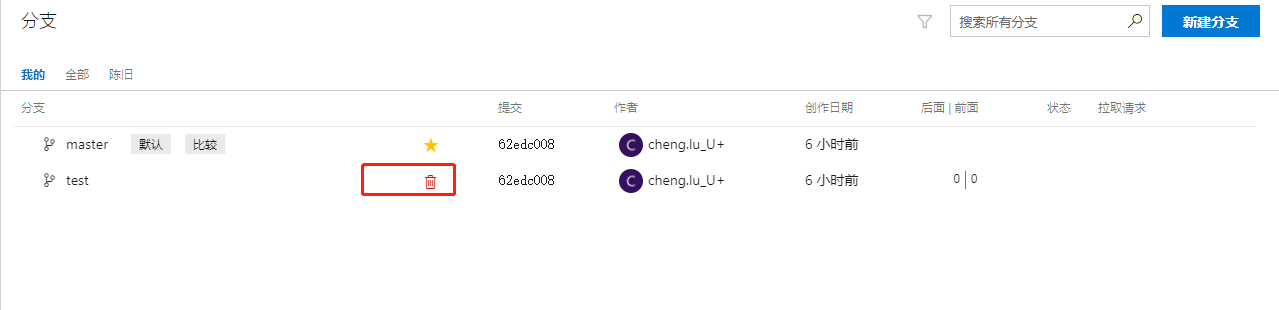 分支
搜索所有分支
新建分支
我的 全部 陈旧
分支 提交 作者 创作日期 后面 | 前面 状态 拉取请求
master 默认 比较 62edc008 C cheng.lu_U+ 6 小时前
test 62edc008 C cheng.lu_U+ 6 小时前 0 | 0